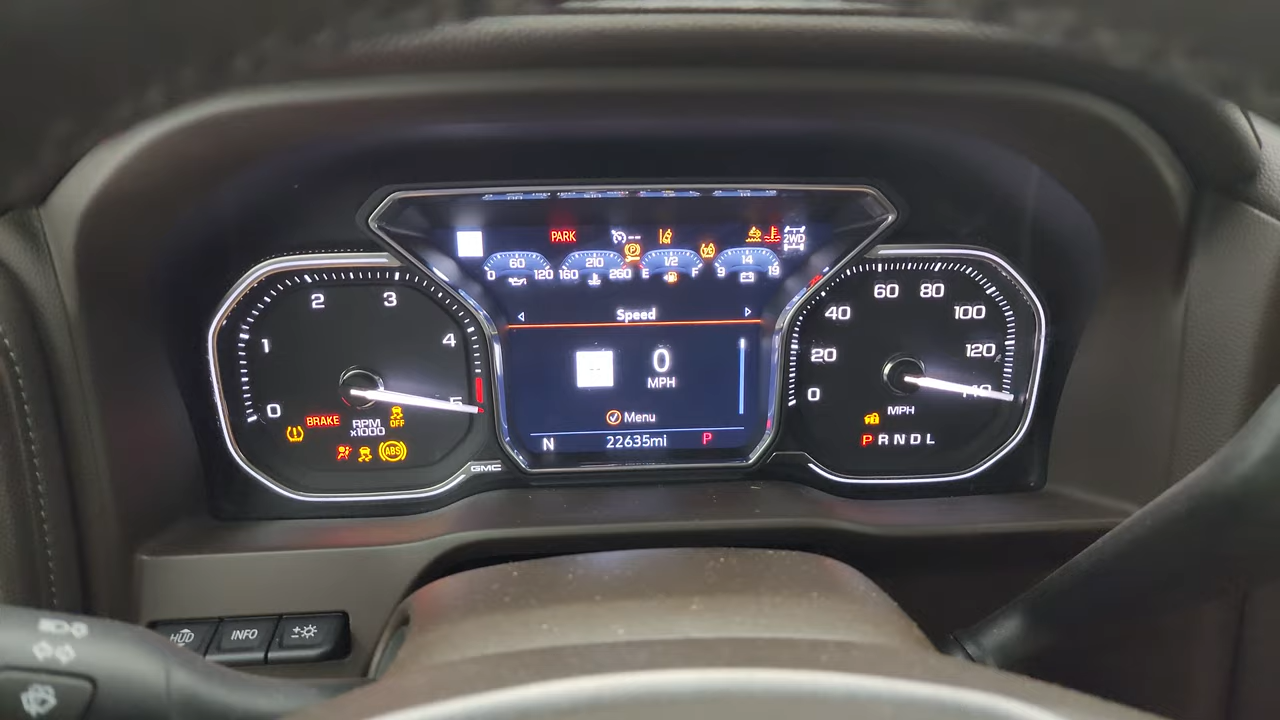 PARK
2WD
60
0 120
210
160 260
1/2
E F
14
9 19
0 1 2 3 4 5
RPM
x1000
BRAKE
OFF
ABS
GMC
Speed
0
MPH
Menu
N 22635mi P
0 20 40 60 80 100 120 140
MPH
PRNDL
HUD
INFO